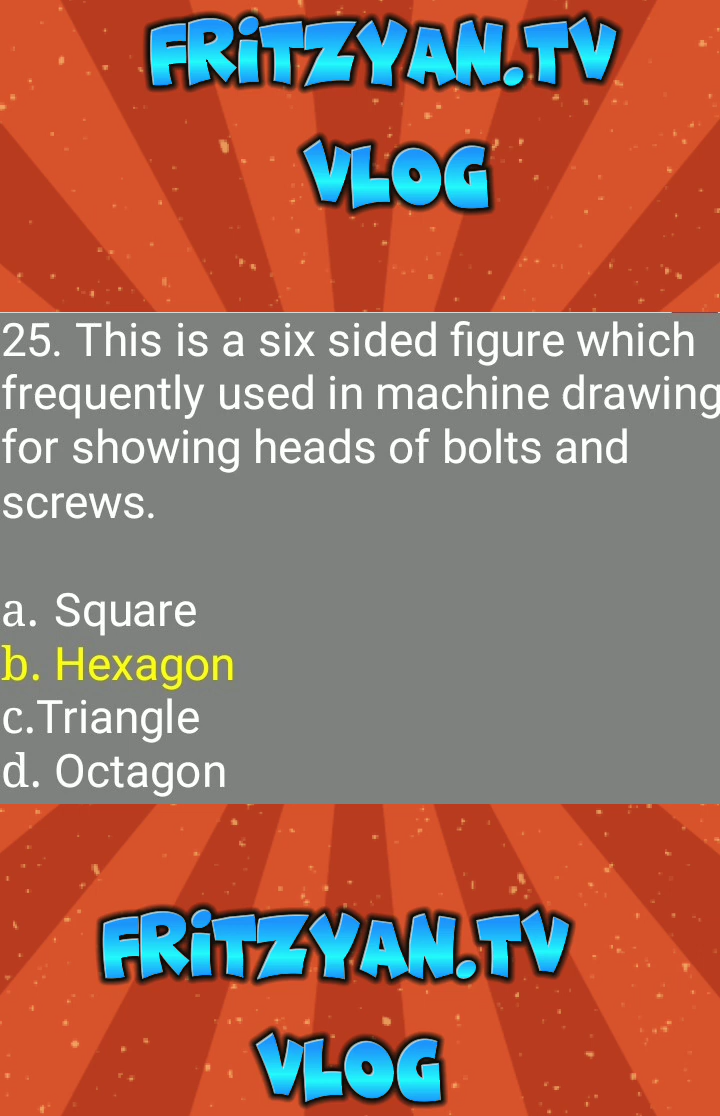 FRiTZYAN.TV
VLOG
25. This is a six sided figure which
frequently used in machine drawing
for showing heads of bolts and
screws.
a. Square
b. Hexagon
c.Triangle
d. Octagon
FRiTZYAN.TV
VLOG